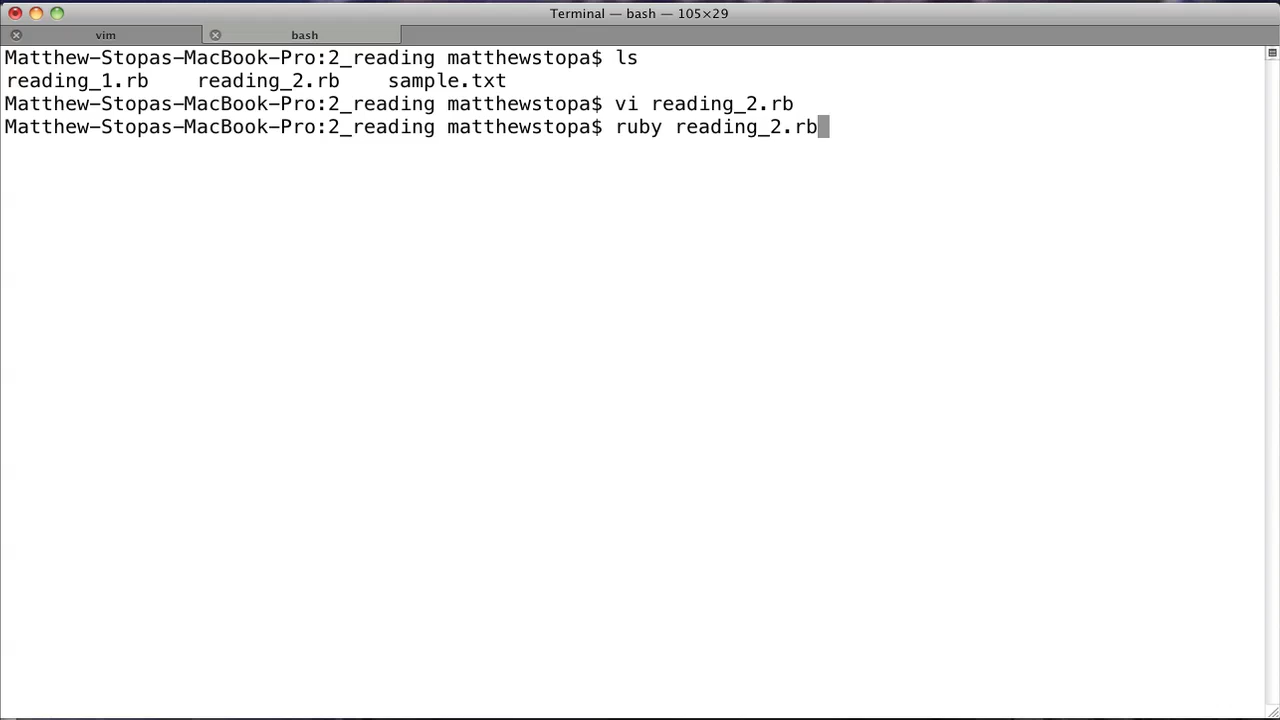 Terminal — bash — 105×29
vim bash
Matthew-Stopas-MacBook-Pro:2_reading matthewstopa$ ls
reading_1.rb    reading_2.rb    sample.txt
Matthew-Stopas-MacBook-Pro:2_reading matthewstopa$ vi reading_2.rb
Matthew-Stopas-MacBook-Pro:2_reading matthewstopa$ ruby reading_2.rb